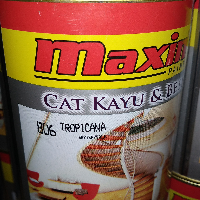 maxi
CAT KAYU & BE
806 TROPICANA